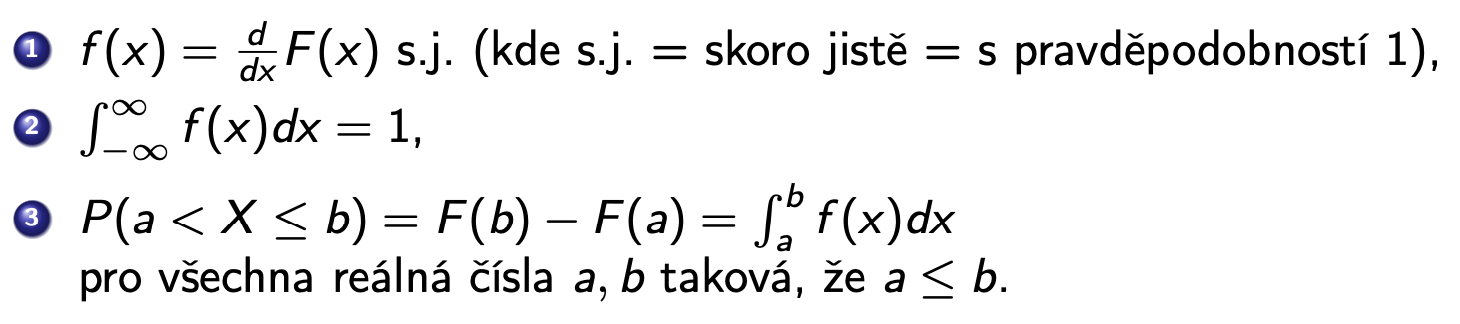 1 f(x) = d/dx F(x) s.j. (kde s.j. = skoro jistě = s pravděpodobností 1),
2 ∫_{-∞}^{∞} f(x)dx = 1,
3 P(a < X ≤ b) = F(b) − F(a) = ∫_a^b f(x)dx
pro všechna reálná čísla a, b taková, že a ≤ b.